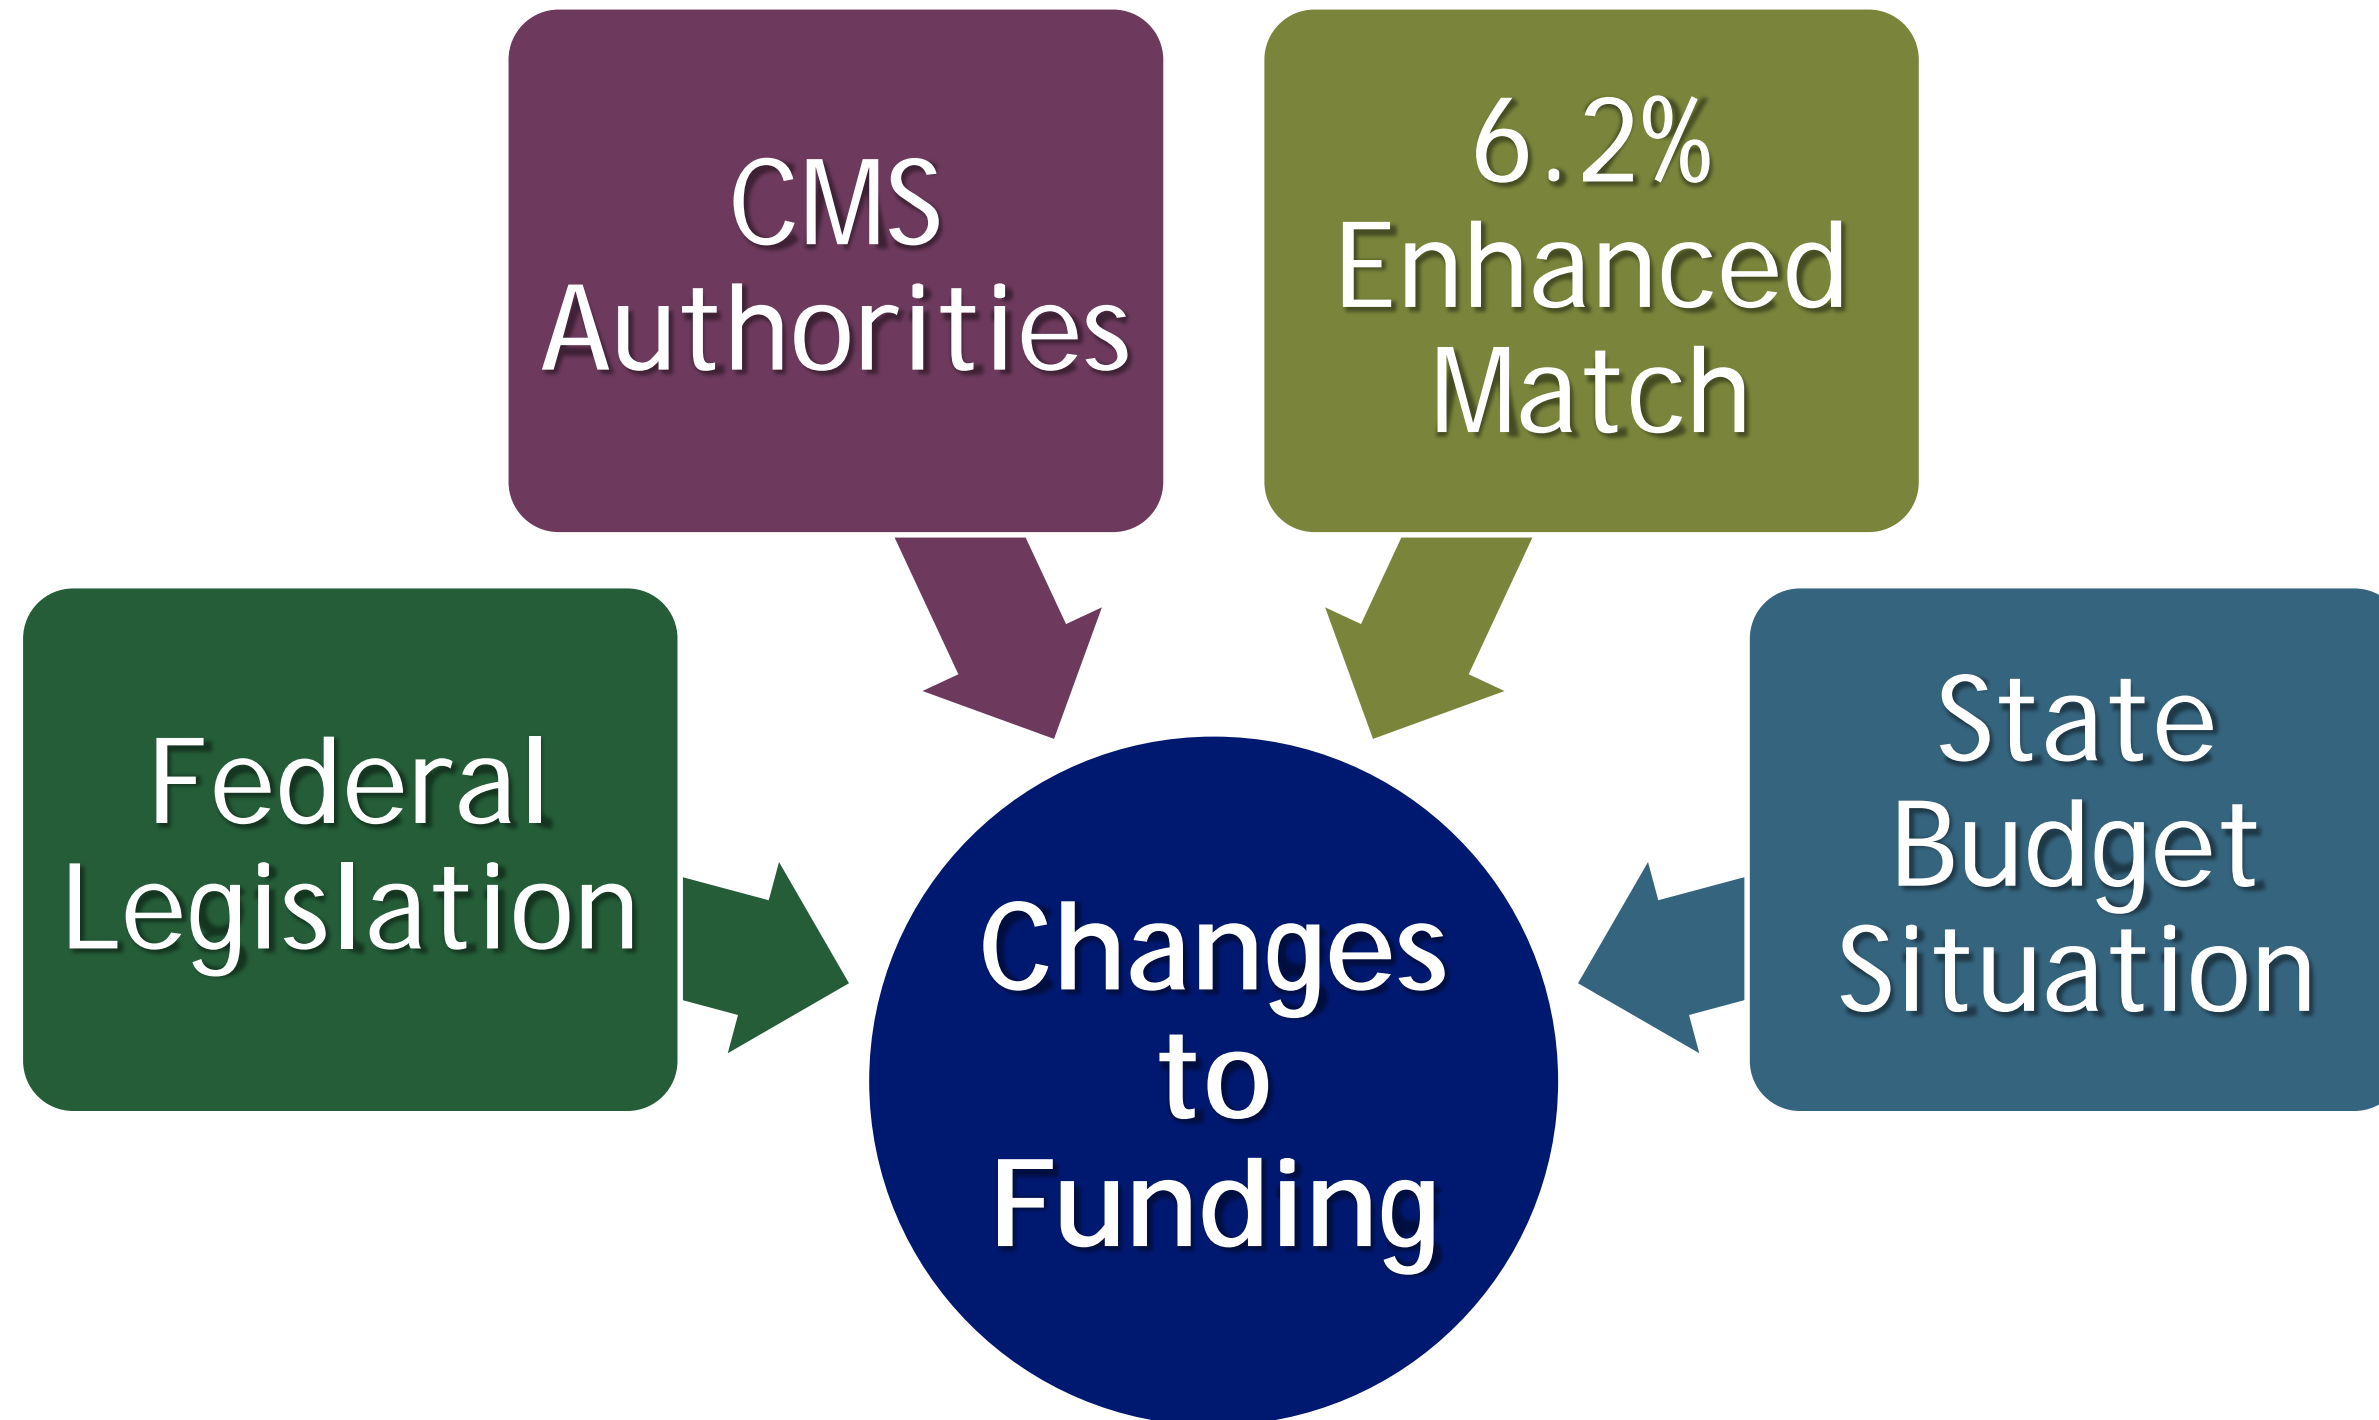 CMS
Authorities
6.2%
Enhanced
Match
Federal
Legislation
State
Budget
Situation
Changes
to
Funding